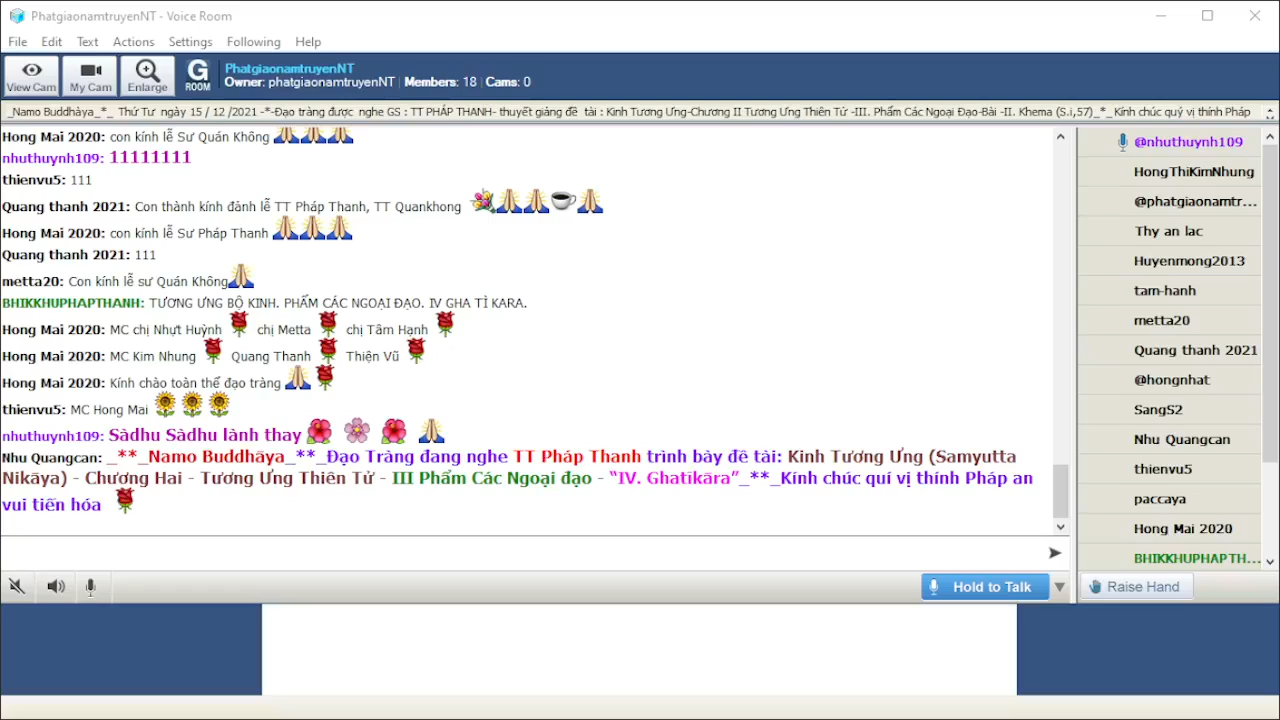 PhatgiaonamtruyenNT - Voice Room
File Edit Text Actions Settings Following Help
View Cam My Cam Enlarge G ROOM
PhatgiaonamtruyenNT
Owner: phatgiaonamtruyenNT | Members: 18 | Cams: 0
_Namo Buddhàya_*_ Thứ Tư ngày 15 / 12 /2021 -*-Đạo tràng được nghe GS : TT PHÁP THANH- thuyết giảng đề tài : Kinh Tương Ưng-Chương II Tương Ưng Thiên Tử -III. Phẩm Các Ngoại Đạo-Bài -II. Khema (S.i,57)_*_ Kính chúc quý vị thính Pháp
Hong Mai 2020: con kính lễ Sư Quán Không
nhuthuynh109: 11111111
thienvu5: 111
Quang thanh 2021: Con thành kính đảnh lễ TT Pháp Thanh, TT Quankhong
Hong Mai 2020: con kính lễ Sư Pháp Thanh
Quang thanh 2021: 111
metta20: Con kính lễ sư Quán Không
BHIKKHUPHAPTHANH: TƯƠNG ƯNG BỘ KINH. PHẨM CÁC NGOẠI ĐẠO. IV GHA TÌ KARA.
Hong Mai 2020: MC chị Nhựt Huỳnh chị Metta chị Tâm Hạnh
Hong Mai 2020: MC Kim Nhung Quang Thanh Thiện Vũ
Hong Mai 2020: Kính chào toàn thể đạo tràng
thienvu5: MC Hong Mai
nhuthuynh109: Sàdhu Sàdhu lành thay
Nhu Quangcan: _**_Namo Buddhāya_**_Đạo Tràng đang nghe TT Pháp Thanh trình bày đề tài: Kinh Tương Ưng (Samyutta
Nikāya) - Chương Hai - Tương Ưng Thiên Tử - III Phẩm Các Ngoại đạo - “IV. Ghatikāra”_**_Kính chúc quí vị thính Pháp an
vui tiến hóa
@nhuthuynh109
HongThiKimNhung
@phatgiaonamtr...
Thy an lac
Huyenmong2013
tam-hanh
metta20
Quang thanh 2021
@hongnhat
SangS2
Nhu Quangcan
thienvu5
paccaya
Hong Mai 2020
BHIKKHUPHAPTH...
Hold to Talk
Raise Hand